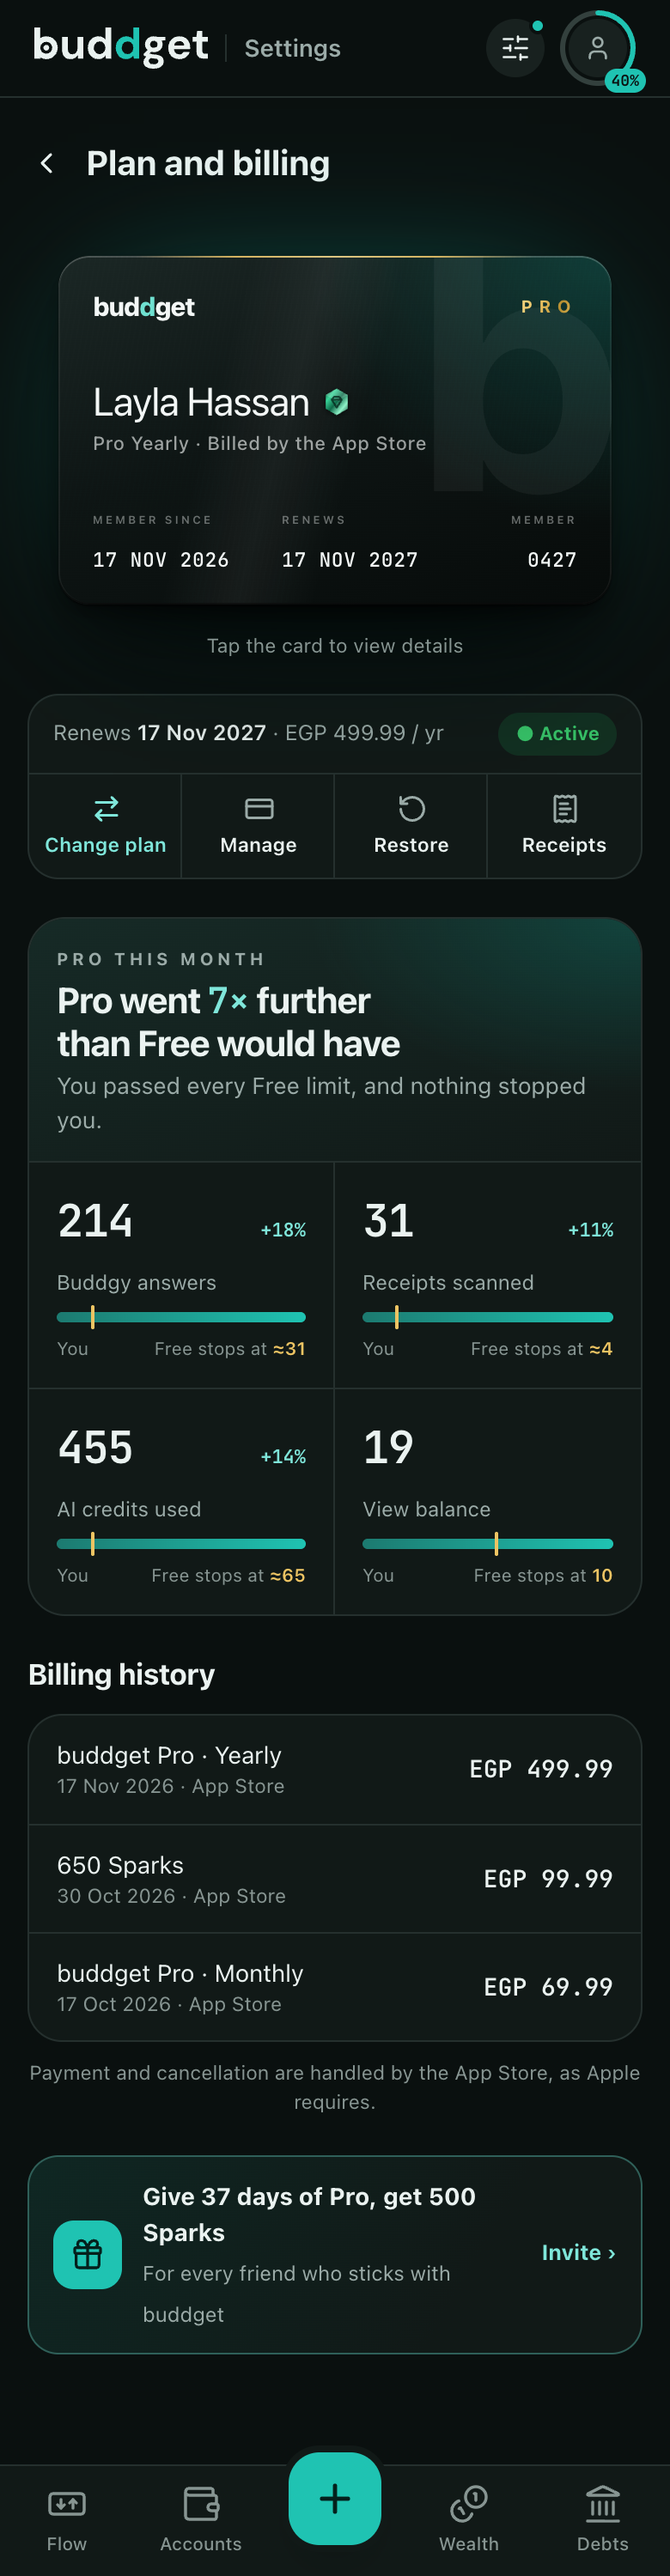 buddget
Settings
40%
Plan and billing
buddget
PRO
Layla Hassan
Pro Yearly · Billed by the App Store
MEMBER SINCE
RENEWS
MEMBER
17 NOV 2026
17 NOV 2027
0427
Tap the card to view details
Renews 17 Nov 2027 · EGP 499.99 / yr
Active
Change plan
Manage
Restore
Receipts
PRO THIS MONTH
Pro went 7× further
than Free would have
You passed every Free limit, and nothing stopped
you.
214
+18%
Buddgy answers
You
Free stops at ≈31
31
+11%
Receipts scanned
You
Free stops at ≈4
455
+14%
AI credits used
You
Free stops at ≈65
19
View balance
You
Free stops at 10
Billing history
buddget Pro · Yearly
17 Nov 2026 · App Store
EGP 499.99
650 Sparks
30 Oct 2026 · App Store
EGP 99.99
buddget Pro · Monthly
17 Oct 2026 · App Store
EGP 69.99
Payment and cancellation are handled by the App Store, as Apple
requires.
Give 37 days of Pro, get 500
Sparks
For every friend who sticks with
buddget
Invite ›
Flow
Accounts
Wealth
Debts